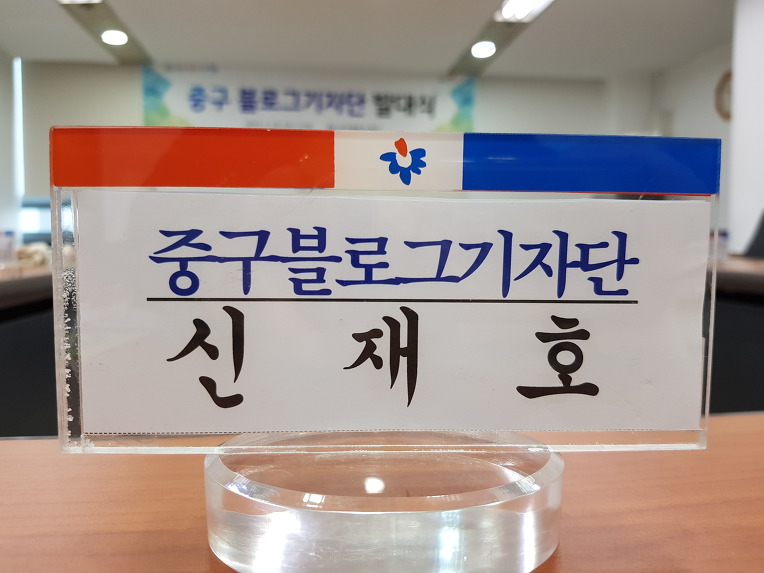 중구 블로그기자단 발대식
중구블로그기자단
신 재 호